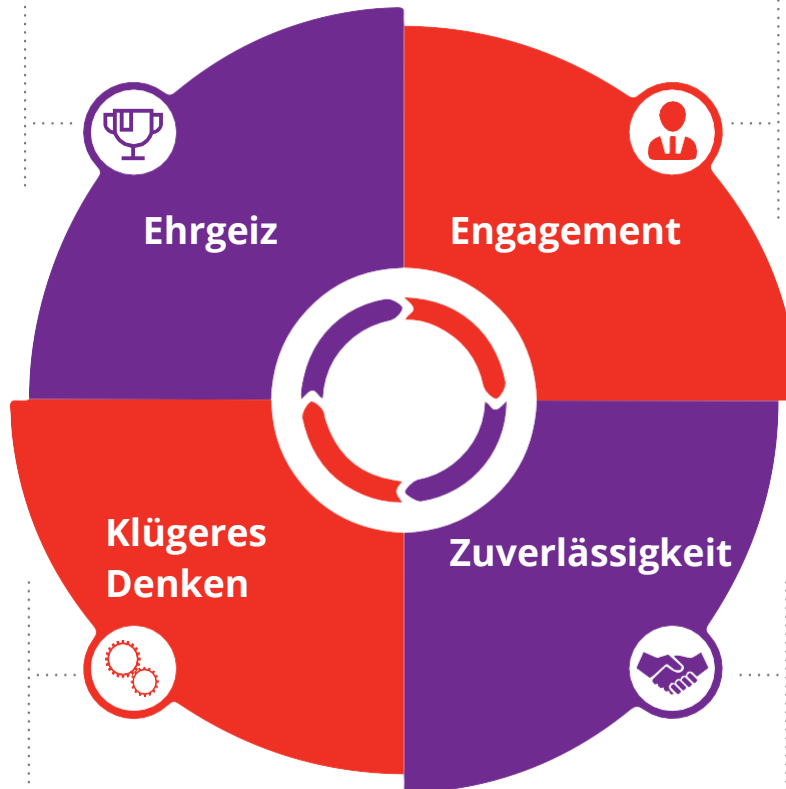 Ehrgeiz
Engagement
Klügeres
Denken
Zuverlässigkeit